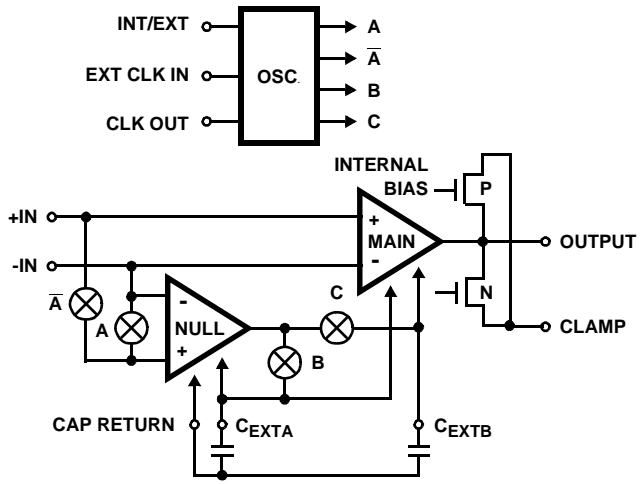 INT/EXT
A
A̅
EXT CLK IN
OSC.
B
CLK OUT
C
INTERNAL
BIAS
P
+IN
+
MAIN
OUTPUT
-IN
-
A̅
A
-
NULL
+
C
N
B
CLAMP
CAP RETURN
CEXTA
CEXTB